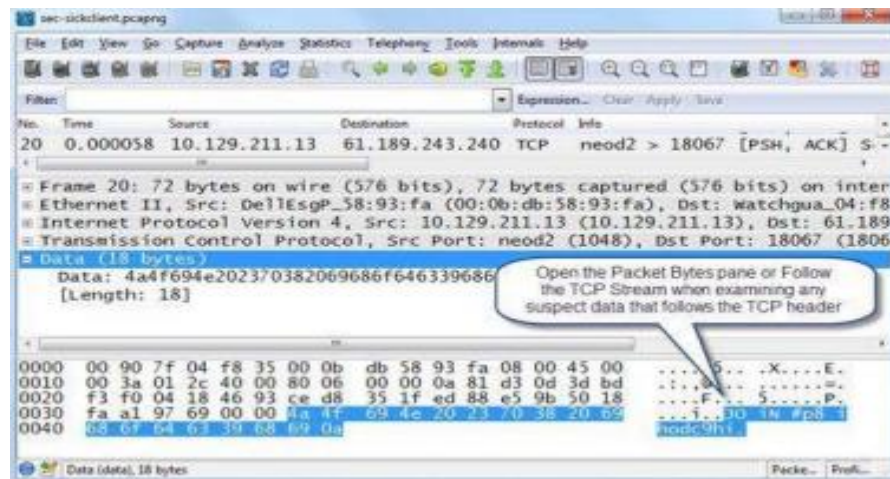 sec-sickclient.pcapng
File Edit View Go Capture Analyze Statistics Telephony Tools Internals Help
Filter: Expression... Clear Apply Save
No. Time Source Destination Protocol Info
20 0.000058 10.129.211.13 61.189.243.240 TCP neod2 > 18067 [PSH, ACK] S
Frame 20: 72 bytes on wire (576 bits), 72 bytes captured (576 bits) on inter
Ethernet II, Src: DellEsgP_58:93:fa (00:0b:db:58:93:fa), Dst: Watchgua_04:f8
Internet Protocol Version 4, Src: 10.129.211.13 (10.129.211.13), Dst: 61.189
Transmission Control Protocol, Src Port: neod2 (1048), Dst Port: 18067 (1806
Data (18 bytes)
Data: 4a4f694e202370382069686f646339686
[Length: 18]
Open the Packet Bytes pane or Follow
the TCP Stream when examining any
suspect data that follows the TCP header
0000 00 90 7f 04 f8 35 00 0b db 58 93 fa 08 00 45 00 .....5.. .X....E.
0010 00 3a 01 2c 40 00 80 06 00 00 0a 81 d3 0d 3d bd
0020 f3 f0 04 18 46 93 ce d8 35 1f ed 88 e5 9b 50 18 ....F... 5.....P.
0030 fa a1 97 69 00 00 4a 4f 69 4e 20 23 70 38 20 69 ...i..JO iN #p8 i
0040 68 6f 64 63 39 68 69 0a hodc9hi.
Data (data), 18 bytes Packe... Profi...